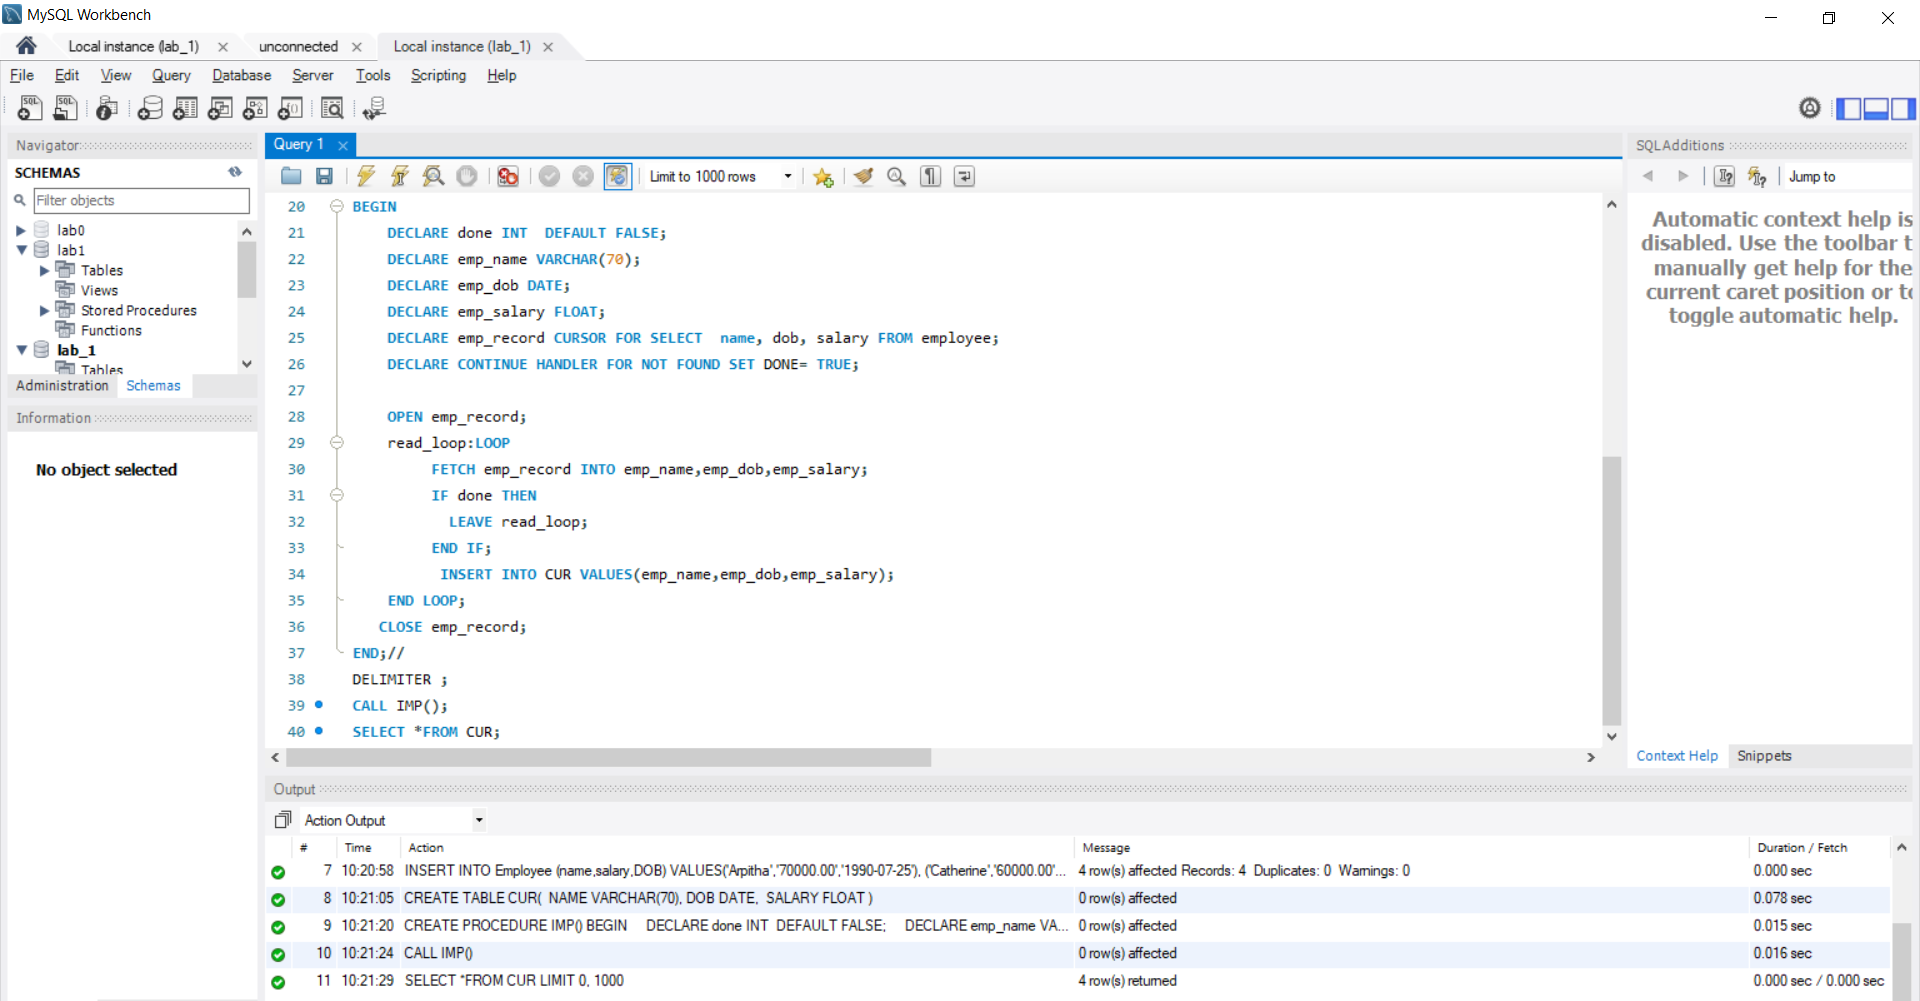 MySQL Workbench
Local instance (lab_1) unconnected Local instance (lab_1)
File Edit View Query Database Server Tools Scripting Help
Navigator
SCHEMAS
Filter objects
lab0
lab1
Tables
Views
Stored Procedures
Functions
lab_1
Tables
Administration Schemas
Information
No object selected
Query 1
Limit to 1000 rows
20 BEGIN
21 DECLARE done INT  DEFAULT FALSE;
22 DECLARE emp_name VARCHAR(70);
23 DECLARE emp_dob DATE;
24 DECLARE emp_salary FLOAT;
25 DECLARE emp_record CURSOR FOR SELECT  name, dob, salary FROM employee;
26 DECLARE CONTINUE HANDLER FOR NOT FOUND SET DONE= TRUE;
27
28 OPEN emp_record;
29 read_loop:LOOP
30 FETCH emp_record INTO emp_name,emp_dob,emp_salary;
31 IF done THEN
32 LEAVE read_loop;
33 END IF;
34 INSERT INTO CUR VALUES(emp_name,emp_dob,emp_salary);
35 END LOOP;
36 CLOSE emp_record;
37 END;//
38 DELIMITER ;
39 CALL IMP();
40 SELECT *FROM CUR;
SQLAdditions
Jump to
Automatic context help is
disabled. Use the toolbar t
manually get help for the
current caret position or to
toggle automatic help.
Context Help Snippets
Output
Action Output
# Time Action Message Duration / Fetch
7 10:20:58 INSERT INTO Employee (name,salary,DOB) VALUES('Arpitha','70000.00','1990-07-25'), ('Catherine','60000.00'... 4 row(s) affected Records: 4  Duplicates: 0  Warnings: 0 0.000 sec
8 10:21:05 CREATE TABLE CUR(  NAME VARCHAR(70), DOB DATE,  SALARY FLOAT ) 0 row(s) affected 0.078 sec
9 10:21:20 CREATE PROCEDURE IMP() BEGIN     DECLARE done INT  DEFAULT FALSE;     DECLARE emp_name VA... 0 row(s) affected 0.015 sec
10 10:21:24 CALL IMP() 0 row(s) affected 0.016 sec
11 10:21:29 SELECT *FROM CUR LIMIT 0, 1000 4 row(s) returned 0.000 sec / 0.000 sec